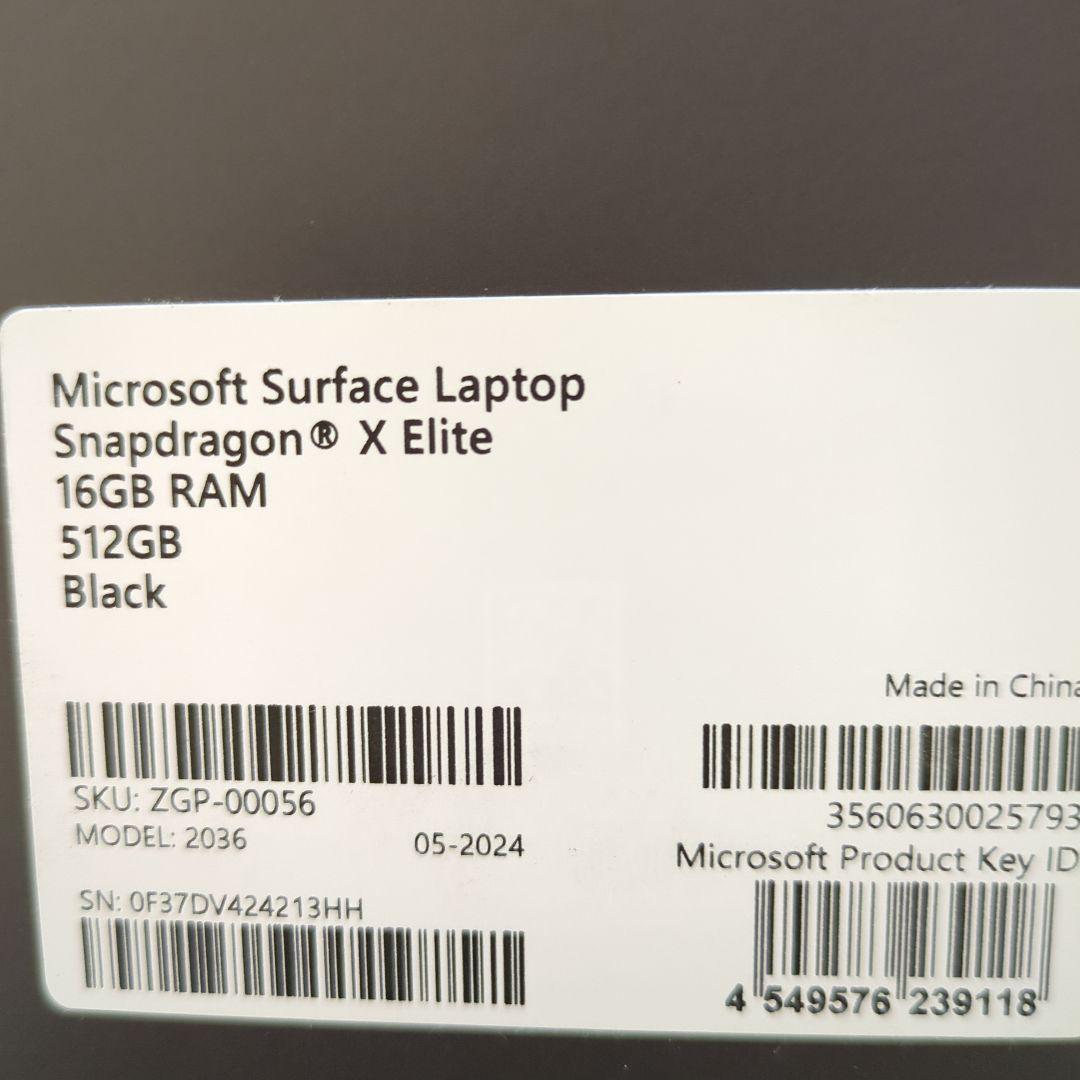 Microsoft Surface Laptop
Snapdragon® X Elite
16GB RAM
512GB
Black
Made in China
SKU: ZGP-00056
MODEL: 2036
05-2024
3560630025793
Microsoft Product Key ID
SN: 0F37DV424213HH
4 549576 239118